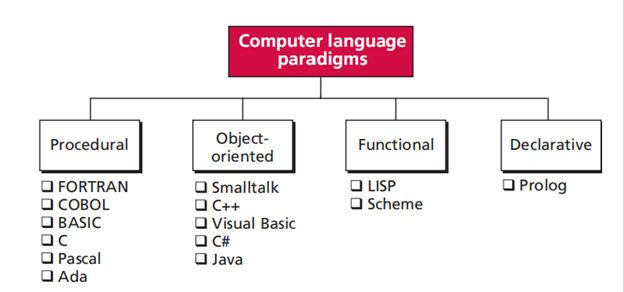 Computer language
paradigms
Procedural
Object-
oriented
Functional
Declarative
❑ FORTRAN
❑ COBOL
❑ BASIC
❑ C
❑ Pascal
❑ Ada
❑ Smalltalk
❑ C++
❑ Visual Basic
❑ C#
❑ Java
❑ LISP
❑ Scheme
❑ Prolog